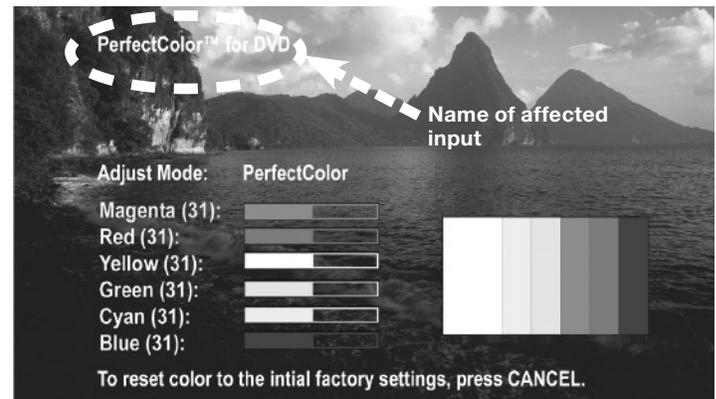 PerfectColor™ for DVD
Name of affected
input
Adjust Mode: PerfectColor
Magenta (31):
Red (31):
Yellow (31):
Green (31):
Cyan (31):
Blue (31):
To reset color to the intial factory settings, press CANCEL.